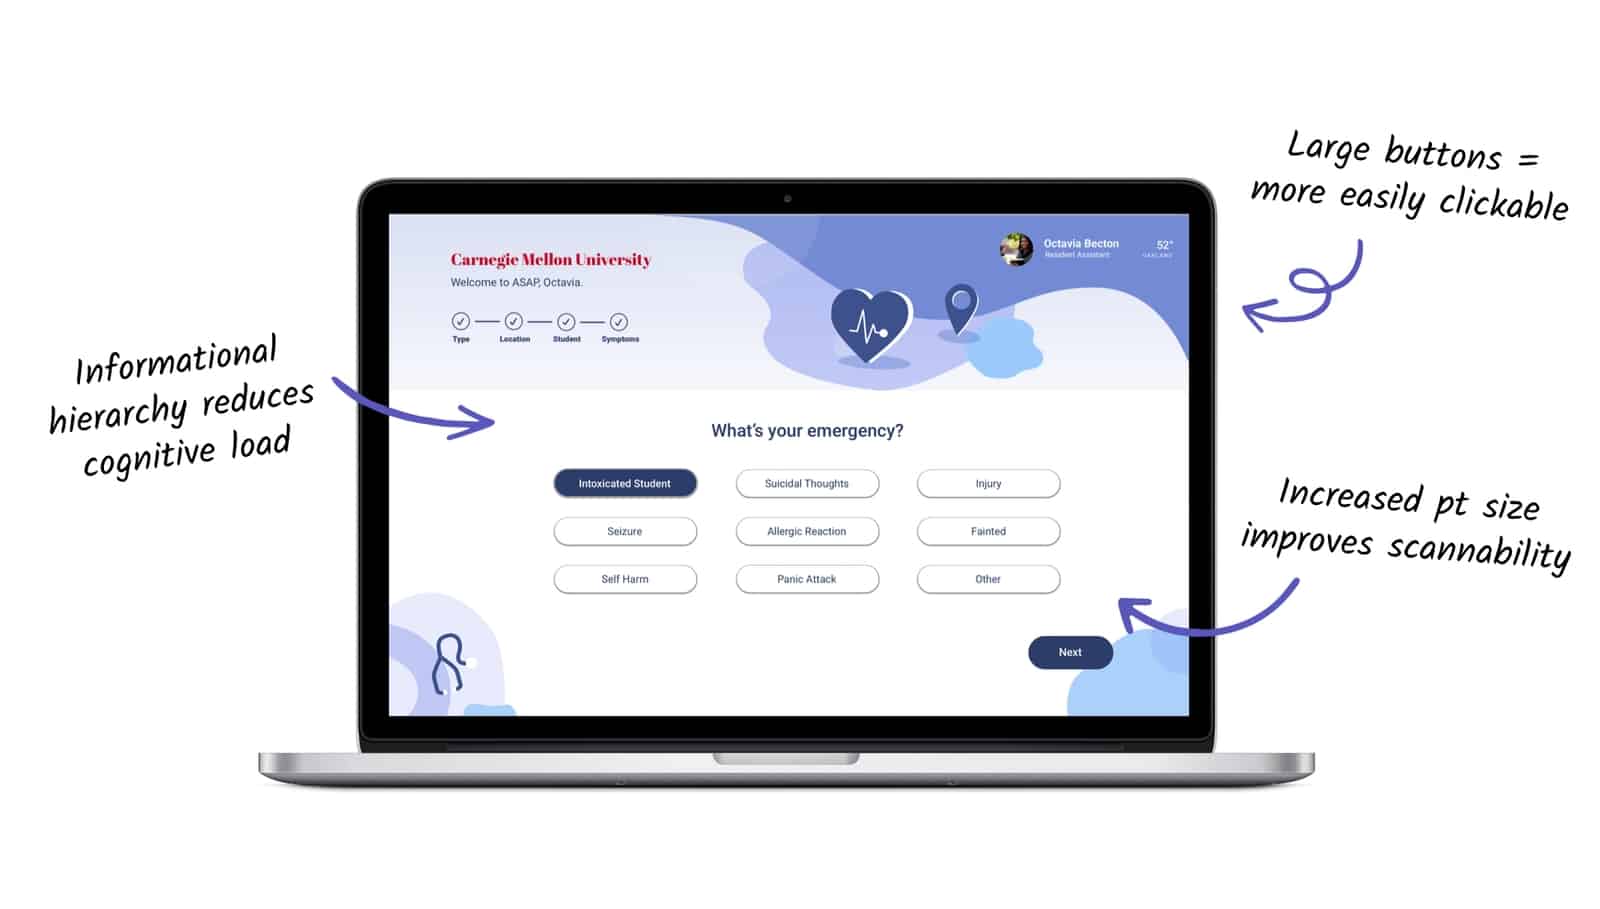 Large buttons =
more easily clickable
Carnegie Mellon University
Welcome to ASAP, Octavia.
Octavia Becton
Resident Assistant
52°
OAKLAND
Type
Location
Student
Symptoms
Informational
hierarchy reduces
cognitive load
What's your emergency?
Intoxicated Student
Suicidal Thoughts
Injury
Seizure
Allergic Reaction
Fainted
Self Harm
Panic Attack
Other
Next
Increased pt size
improves scannability